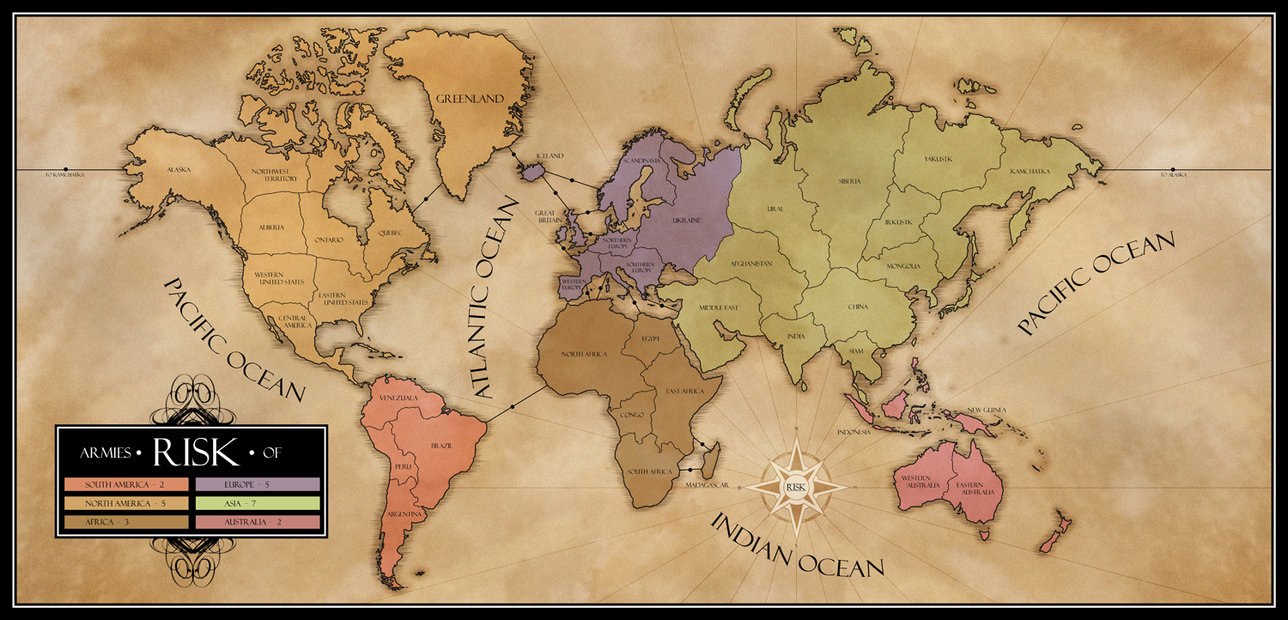 GREENLAND
ICELAND
SCANDINAVIA
ALASKA
NORTHWEST
TERRITORY
YAKUSTK
KAMCHATKA
TO KAMCHATKA
TO ALASKA
SIBERIA
URAL
GREAT
BRITAIN
UKRAINE
ALBERTA
ONTARIO
QUEBEC
IRKUSTK
NORTHERN
EUROPE
AFGHANISTAN
MONGOLIA
SOUTHERN
EUROPE
WESTERN
UNITED STATES
WESTERN
EUROPE
EASTERN
UNITED STATES
MIDDLE EAST
CHINA
CENTRAL
AMERICA
INDIA
EGYPT
SIAM
NORTH AFRICA
PACIFIC OCEAN
ATLANTIC OCEAN
PACIFIC OCEAN
VENEZUALA
EAST AFRICA
NEW GUINEA
CONGO
INDONESIA
BRAZIL
PERU
SOUTH AFRICA
MADAGASCAR
WESTERN
AUSTRALIA
EASTERN
AUSTRALIA
ARGENTINA
N
RISK
INDIAN OCEAN
ARMIES • RISK • OF
SOUTH AMERICA · 2
EUROPE · 5
NORTH AMERICA · 5
ASIA · 7
AFRICA · 3
AUSTRALIA · 2